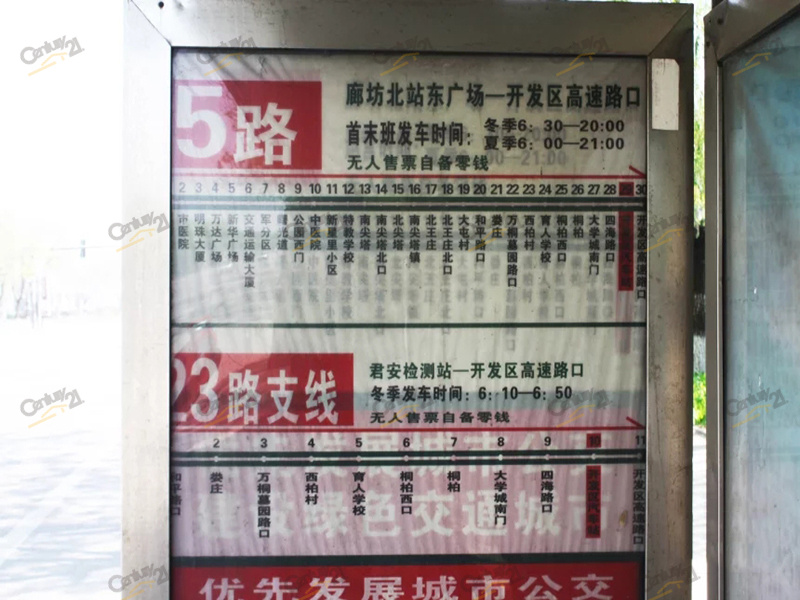 5路
廊坊北站东广场—开发区高速路口
首末班发车时间：
冬季6：30—20:00
夏季6：00—21:00
无人售票自备零钱
2 3 4 5 6 7 8 9 10 11 12 13 14 15 16 17 18 19 20 21 22 23 24 25 26 27 28 29 30
市医院
明珠大厦
万达广场
新华广场
交通运输大厦
军分区
曙光道
公园西门
中医院
新星里小区
特教学校
南尖塔
南尖塔北口
北尖塔
南尖塔镇
北王庄
北王庄北口
大屯村
和平路口
娄庄
万桐墓园路口
西柏村
育人学校
桐柏西口
桐柏
大学城南门
四海路口
开发区高速路口
23路支线
君安检测站—开发区高速路口
冬季发车时间：6：10—6：50
无人售票自备零钱
2 3 4 5 6 7 8 9 10 11
和平路口
娄庄
万桐墓园路口
西柏村
育人学校
桐柏西口
桐柏
大学城南门
四海路口
开发区高速路口
优先发展城市公交
Century 21